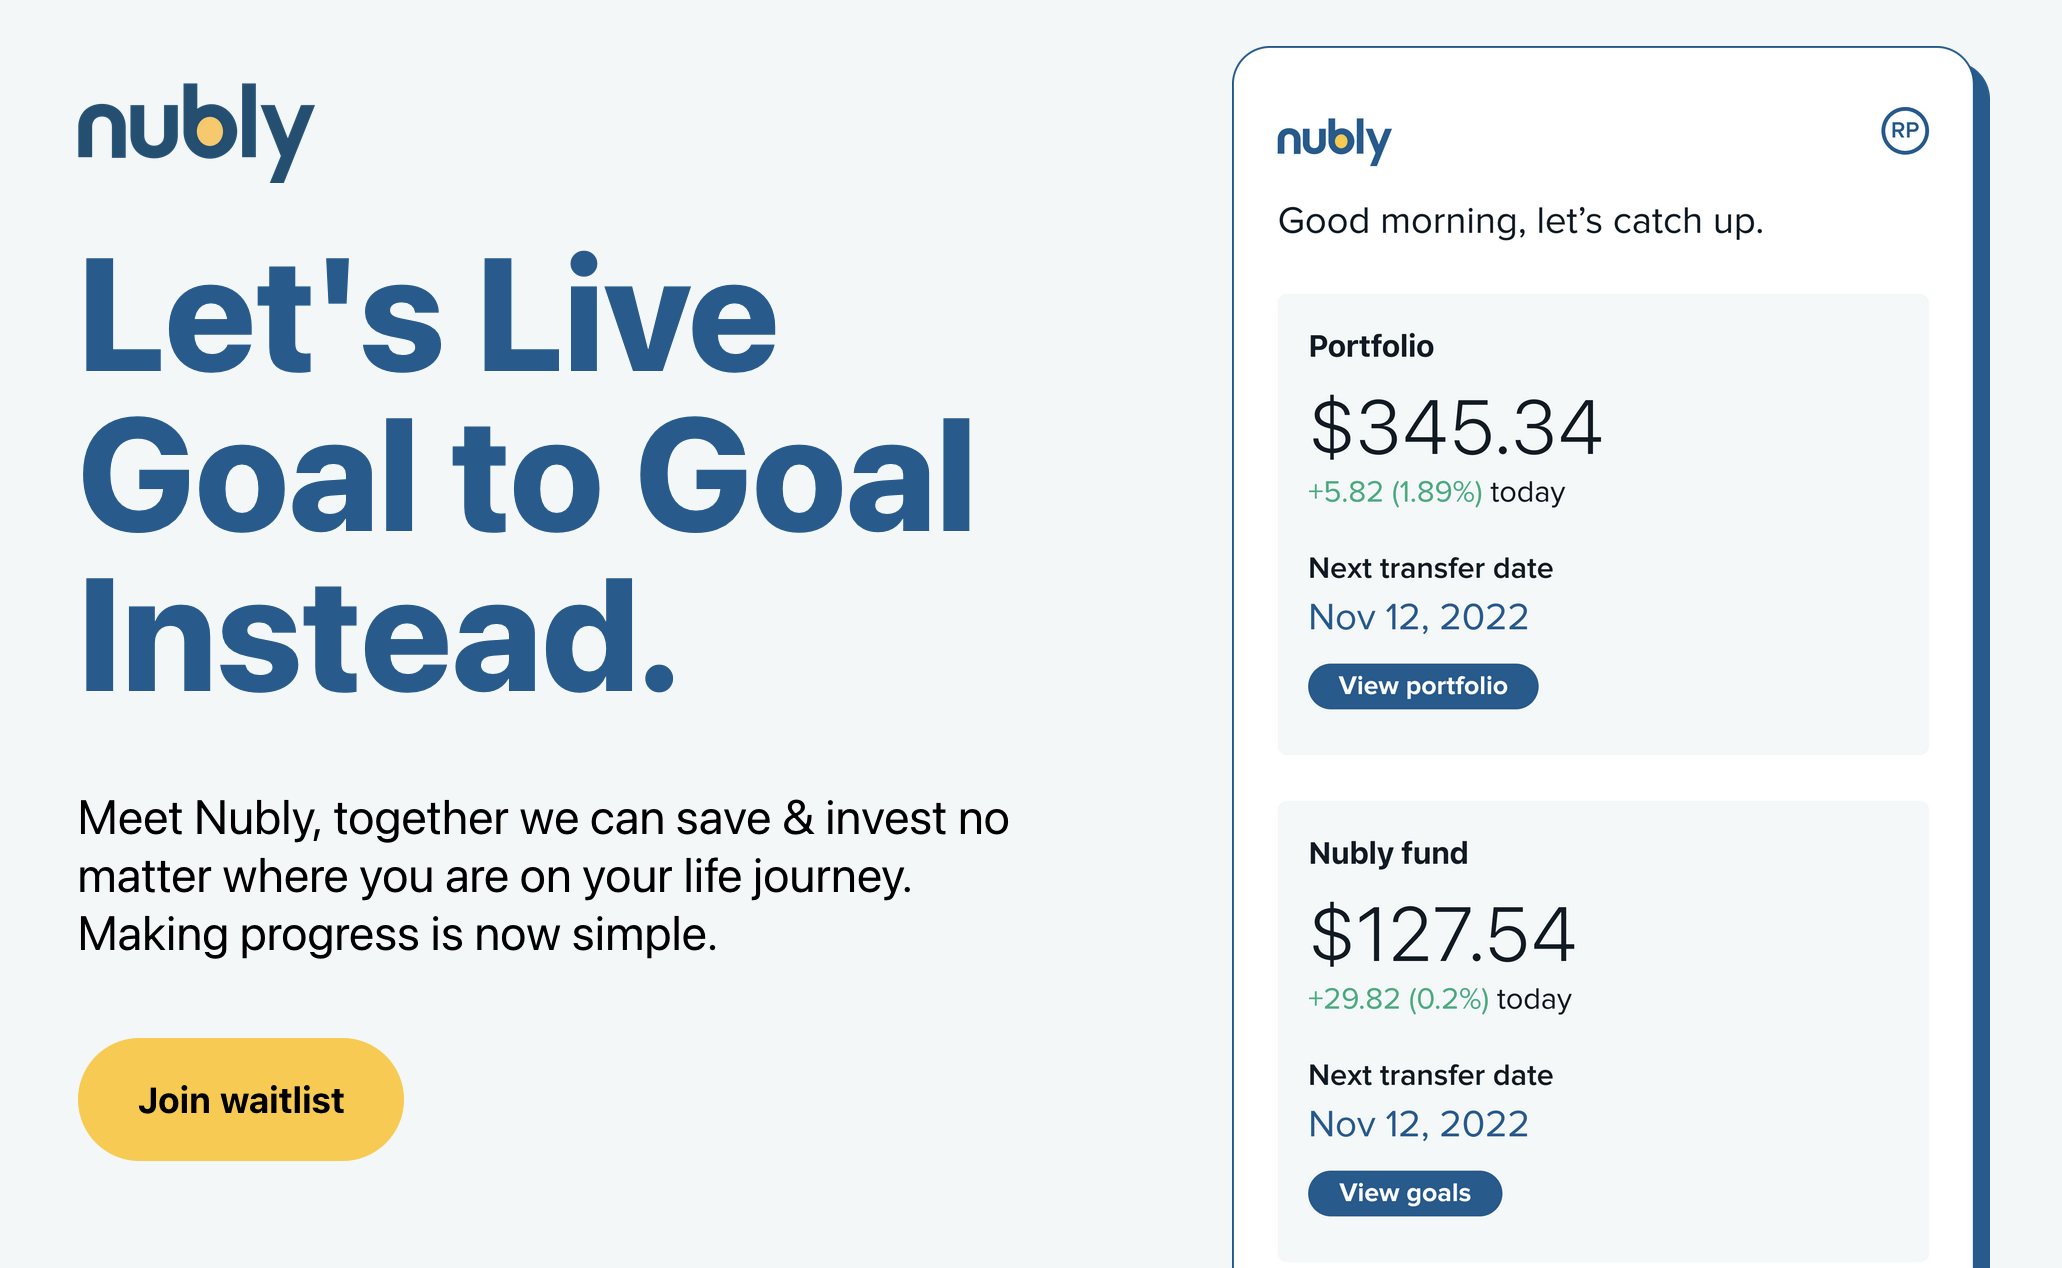 nubly
Let's Live
Goal to Goal
Instead.
Meet Nubly, together we can save & invest no
matter where you are on your life journey.
Making progress is now simple.
Join waitlist
nubly
RP
Good morning, let’s catch up.
Portfolio
$345.34
+5.82 (1.89%) today
Next transfer date
Nov 12, 2022
View portfolio
Nubly fund
$127.54
+29.82 (0.2%) today
Next transfer date
Nov 12, 2022
View goals